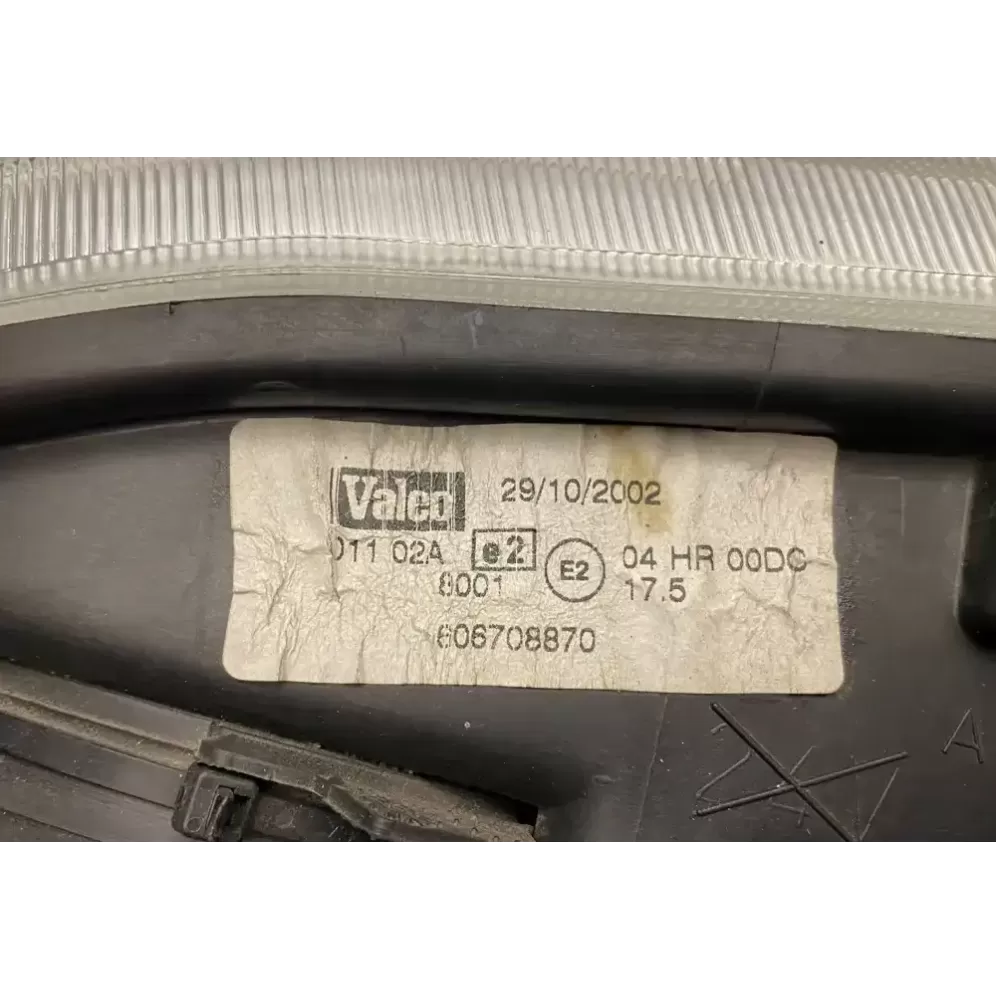 Valeo 29/10/2002
011 02A e2 E2 04 HR 00DC
8001 17.5
606708870
A